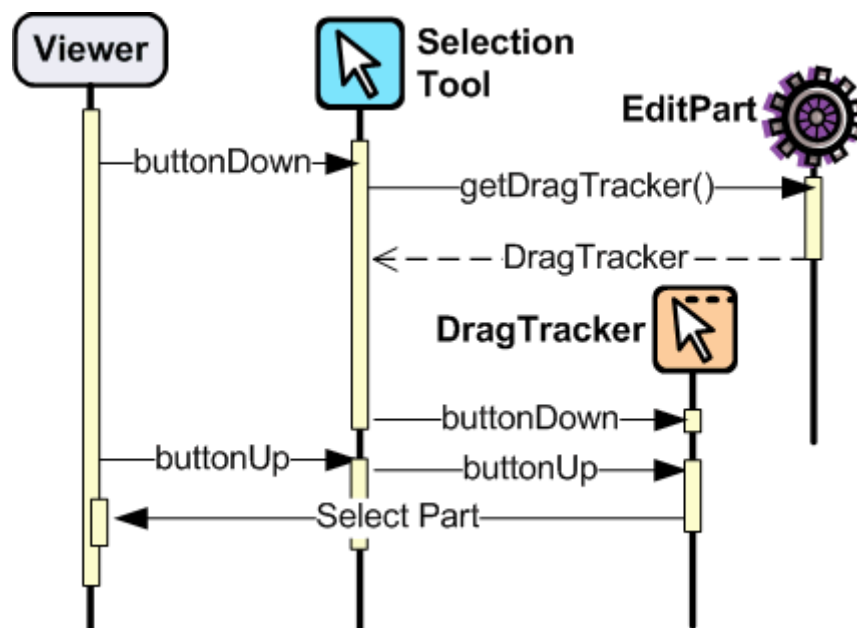 Viewer
Selection
Tool
EditPart
buttonDown
getDragTracker()
DragTracker
DragTracker
buttonDown
buttonUp
buttonUp
Select Part